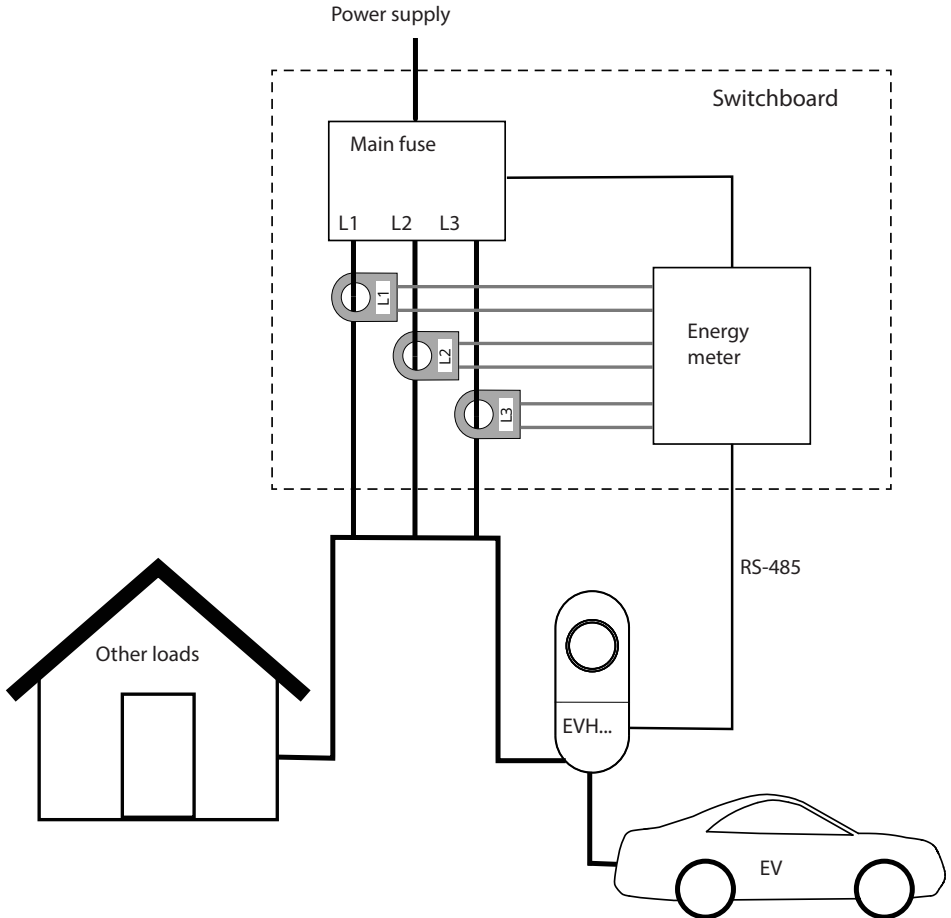 Power supply
Switchboard
Main fuse
L1 L2 L3
L1
L2
L3
Energy
meter
RS-485
Other loads
EVH...
EV